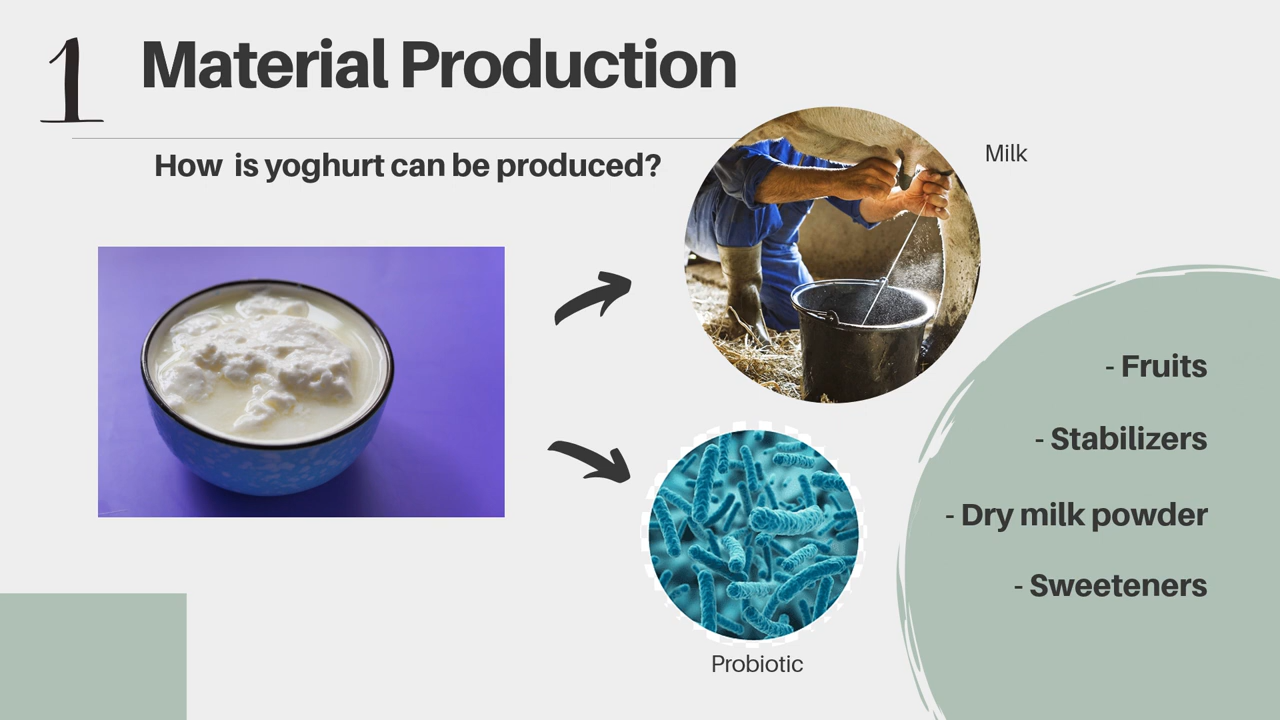 1
Material Production
How is yoghurt can be produced?
Milk
- Fruits
- Stabilizers
- Dry milk powder
- Sweeteners
Probiotic